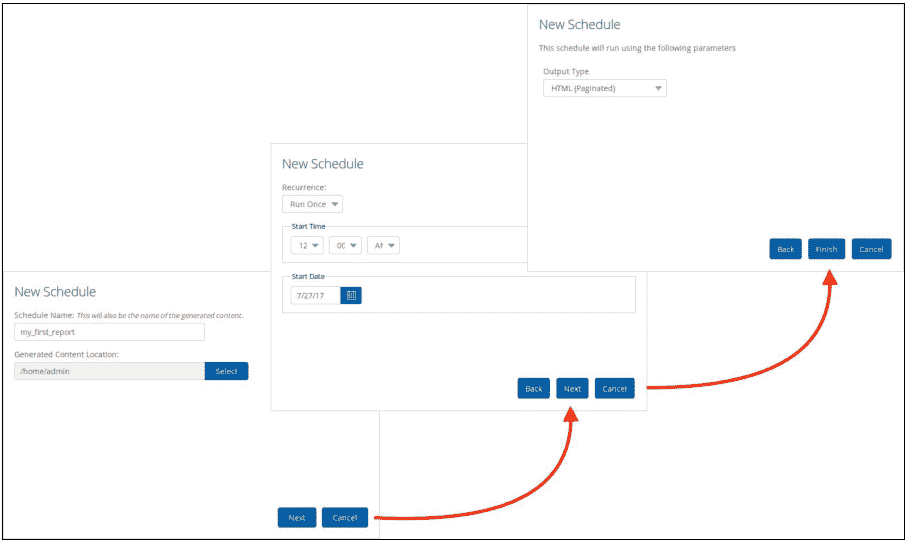 New Schedule
Schedule Name: This will also be the name of the generated content.
my_first_report
Generated Content Location:
/home/admin
Select
Next
Cancel
New Schedule
Recurrence:
Run Once
Start Time
12
00
AM
Start Date
7/27/17
Back
Next
Cancel
New Schedule
This schedule will run using the following parameters
Output Type
HTML (Paginated)
Back
Finish
Cancel